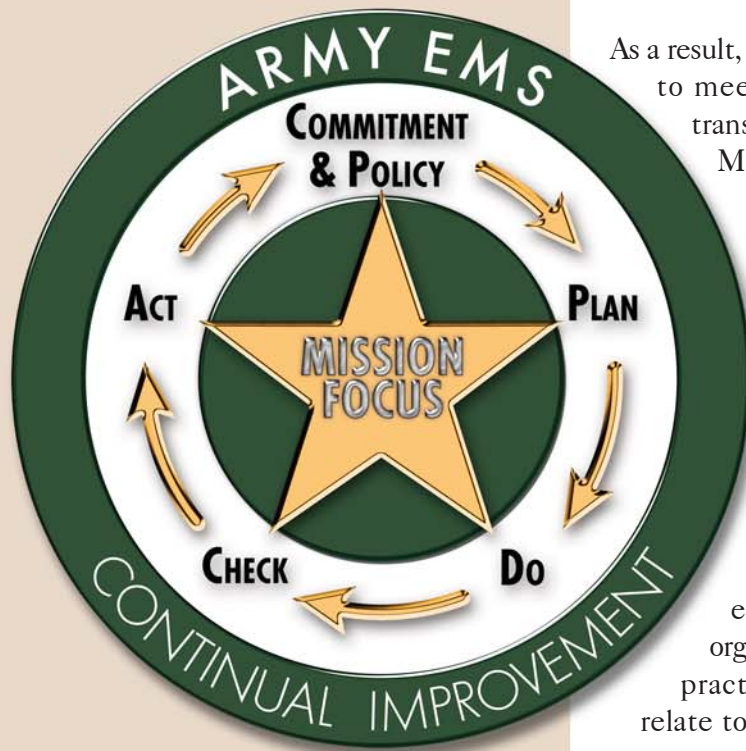 ARMY EMS
COMMITMENT
& POLICY
ACT
PLAN
MISSION
FOCUS
CHECK
DO
CONTINUAL IMPROVEMENT
As a result,
to mee
trans
M
e
org
pract
relate to